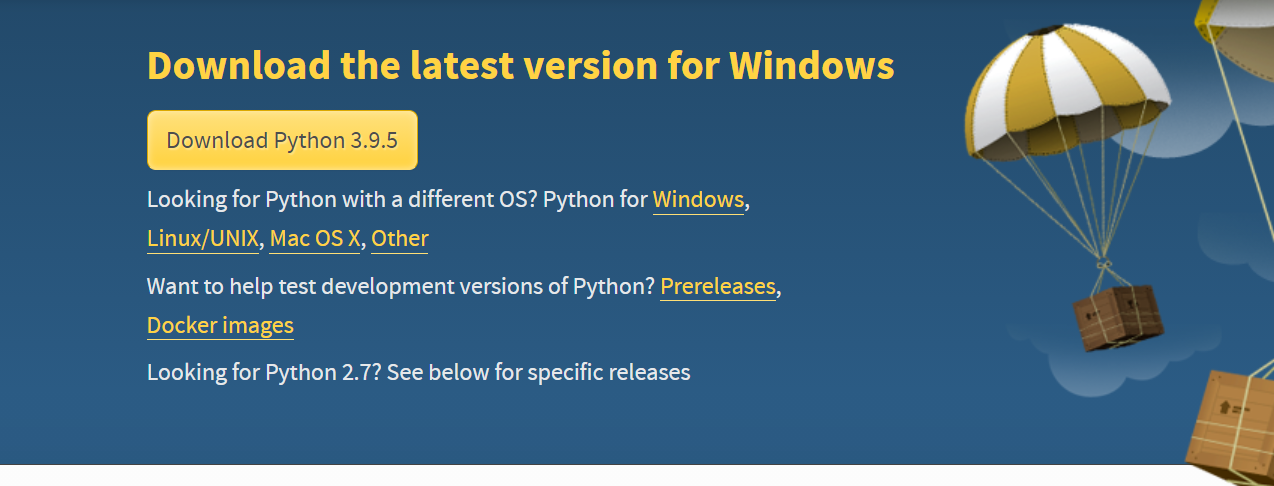 Download the latest version for Windows
Download Python 3.9.5
Looking for Python with a different OS? Python for Windows,
Linux/UNIX, Mac OS X, Other
Want to help test development versions of Python? Prereleases,
Docker images
Looking for Python 2.7? See below for specific releases